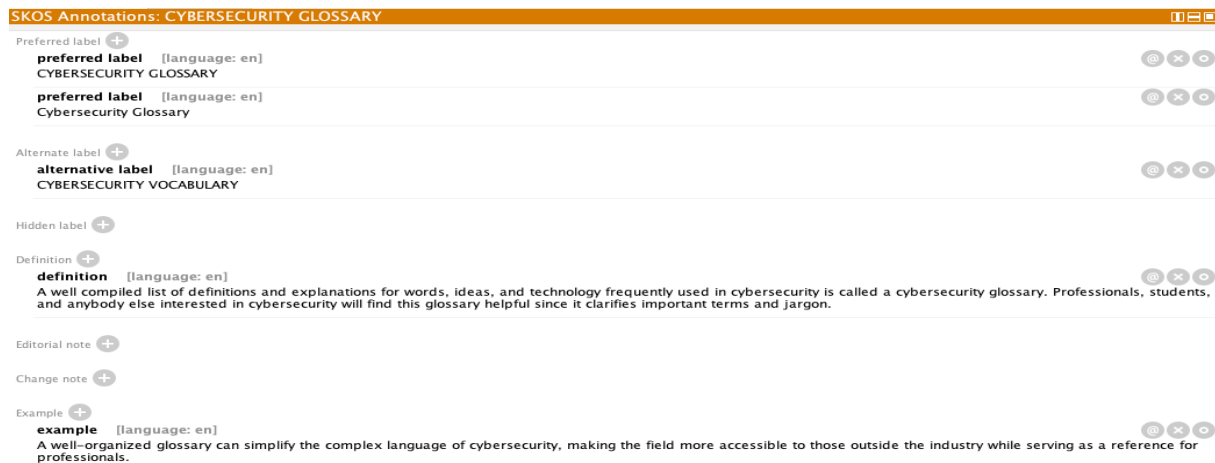 SKOS Annotations: CYBERSECURITY GLOSSARY
Preferred label
preferred label [language: en]
CYBERSECURITY GLOSSARY
preferred label [language: en]
Cybersecurity Glossary
Alternate label
alternative label [language: en]
CYBERSECURITY VOCABULARY
Hidden label
Definition
definition [language: en]
A well compiled list of definitions and explanations for words, ideas, and technology frequently used in cybersecurity is called a cybersecurity glossary. Professionals, students,
and anybody else interested in cybersecurity will find this glossary helpful since it clarifies important terms and jargon.
Editorial note
Change note
Example
example [language: en]
A well-organized glossary can simplify the complex language of cybersecurity, making the field more accessible to those outside the industry while serving as a reference for
professionals.